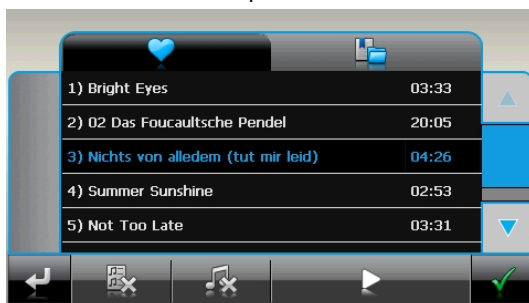 1) Bright Eyes 03:33
2) 02 Das Foucaultsche Pendel 20:05
3) Nichts von alledem (tut mir leid) 04:26
4) Summer Sunshine 02:53
5) Not Too Late 03:31